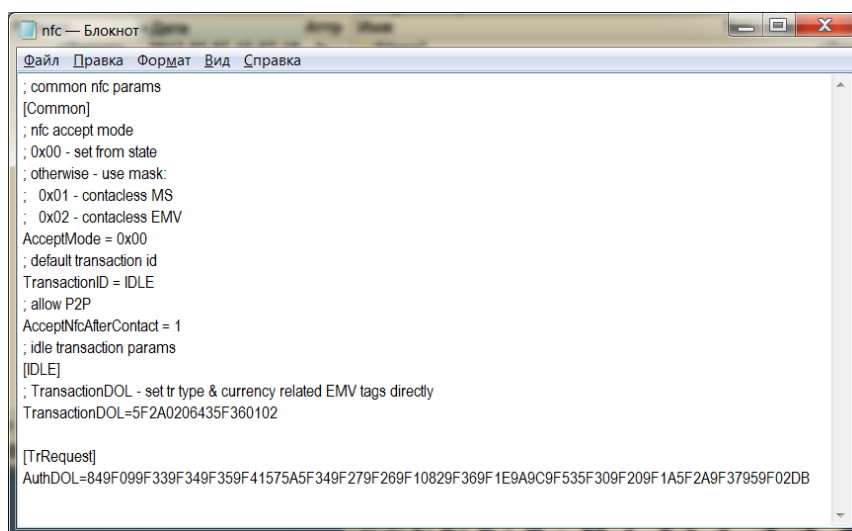 nfc — Блокнот
Файл Правка Формат Вид Справка
; common nfc params
[Common]
; nfc accept mode
; 0x00 - set from state
; otherwise - use mask:
;   0x01 - contacless MS
;   0x02 - contacless EMV
AcceptMode = 0x00
; default transaction id
TransactionID = IDLE
; allow P2P
AcceptNfcAfterContact = 1
; idle transaction params
[IDLE]
; TransactionDOL - set tr type & currency related EMV tags directly
TransactionDOL=5F2A0206435F360102

[TrRequest]
AuthDOL=849F099F339F349F359F41575A5F349F279F269F10829F369F1E9A9C9F535F309F209F1A5F2A9F37959F02DB